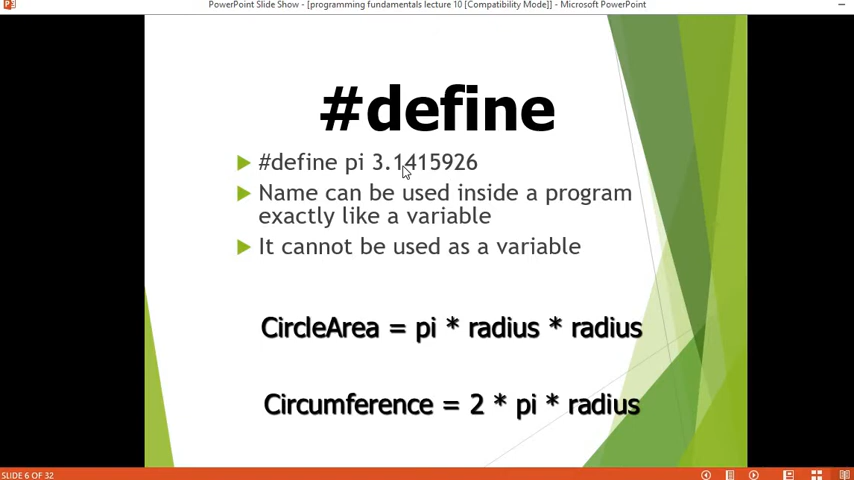 PowerPoint Slide Show - [programming fundamentals lecture 10 [Compatibility Mode]] - Microsoft PowerPoint
#define
#define pi 3.1415926
Name can be used inside a program
exactly like a variable
It cannot be used as a variable
CircleArea = pi * radius * radius
Circumference = 2 * pi * radius
SLIDE 6 OF 32